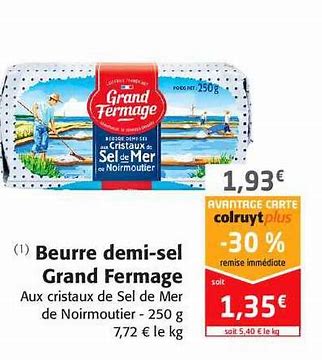 Grand
Fermage
POIDS NET: 250g
BEURRE DEMI-SEL
aux Cristaux de
Sel de Mer
de Noirmoutier
1,93€
AVANTAGE CARTE
colruytplus
-30 %
remise immédiate
soit
1,35€
soit 5,40 € le kg
(1) Beurre demi-sel
Grand Fermage
Aux cristaux de Sel de Mer
de Noirmoutier - 250 g
7,72 € le kg